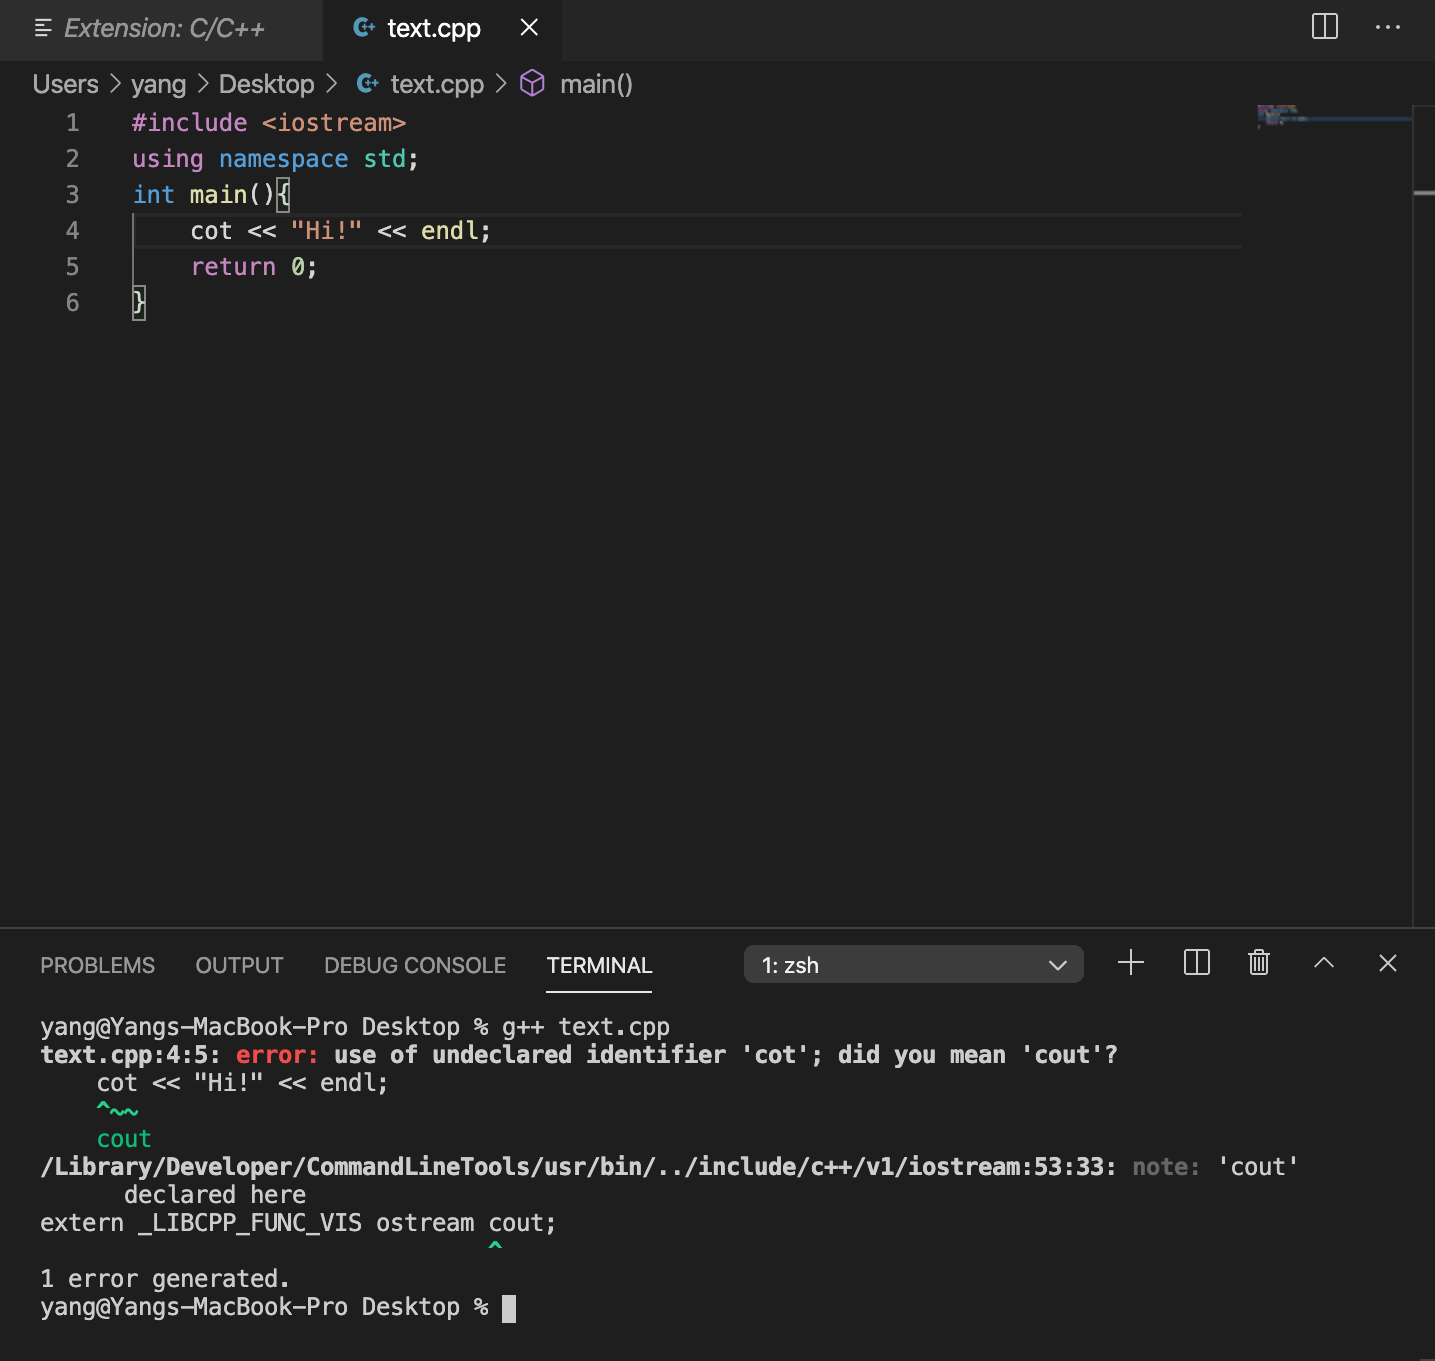 Extension: C/C++ text.cpp
Users > yang > Desktop > text.cpp > main()
1 #include <iostream>
2 using namespace std;
3 int main(){
4     cot << "Hi!" << endl;
5     return 0;
6 }
PROBLEMS OUTPUT DEBUG CONSOLE TERMINAL 1: zsh
yang@Yangs-MacBook-Pro Desktop % g++ text.cpp
text.cpp:4:5: error: use of undeclared identifier 'cot'; did you mean 'cout'?
    cot << "Hi!" << endl;
    ^~~
    cout
/Library/Developer/CommandLineTools/usr/bin/../include/c++/v1/iostream:53:33: note: 'cout'
      declared here
extern _LIBCPP_FUNC_VIS ostream cout;
                                ^
1 error generated.
yang@Yangs-MacBook-Pro Desktop %